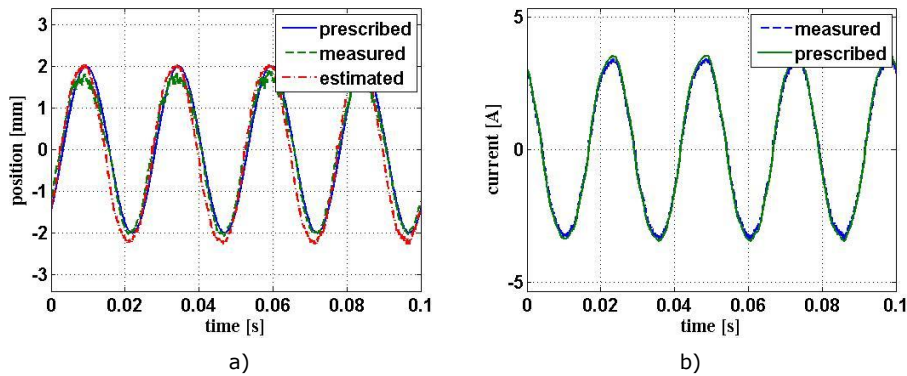 prescribed
measured
estimated
position [mm]
3
2
1
0
-1
-2
-3
0
0.02
0.04
0.06
0.08
0.1
time [s]
a)
measured
prescribed
current [A]
5
0
-5
0
0.02
0.04
0.06
0.08
0.1
time [s]
b)